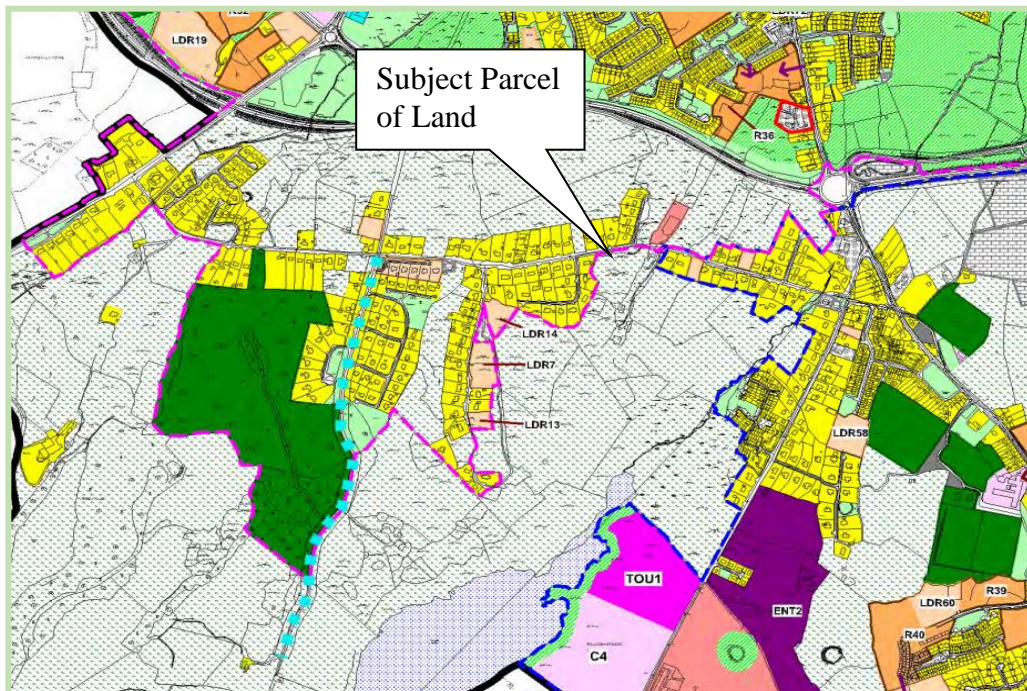 LDR19
Subject Parcel
of Land
R36
LDR14
LDR7
LDR13
LDR58
TOU1
ENT2
C4
LDR60
R39
R40